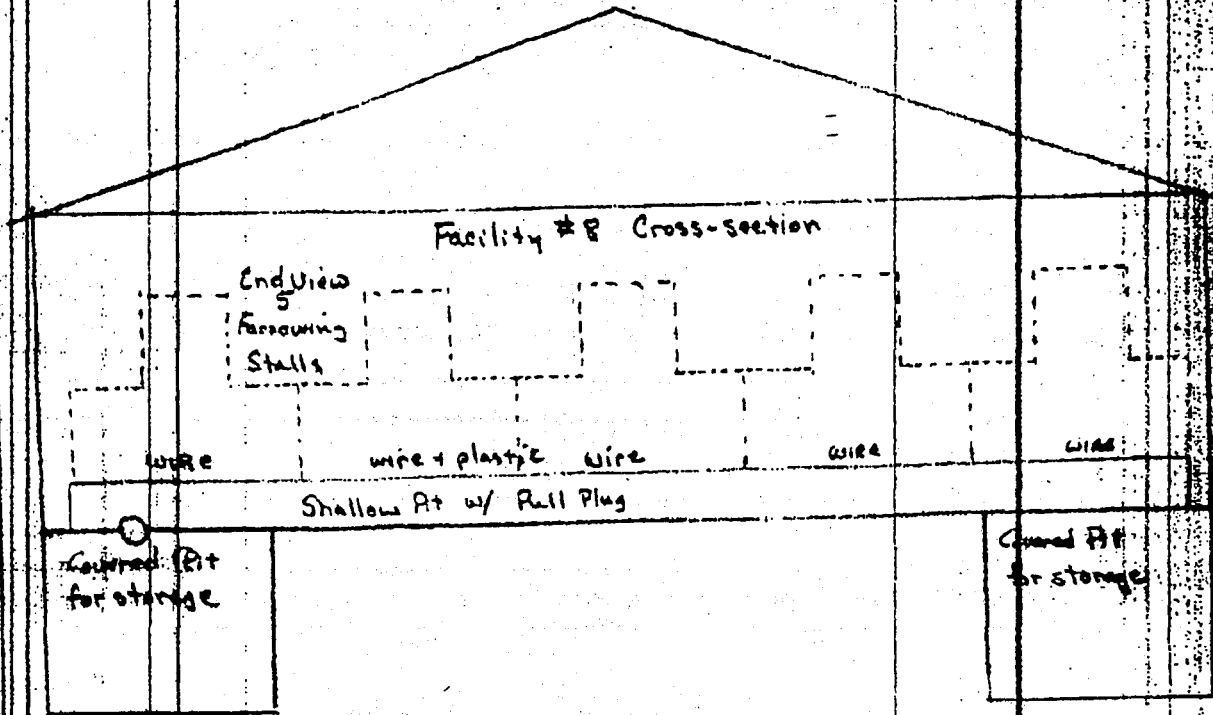 Facility #8 Cross-section
End View
of
Farrowing
Stalls
wire
wire + plastic
wire
wire
wire
Shallow Pit w/ Pull Plug
Covered Pit
for storage
Covered Pit
for storage